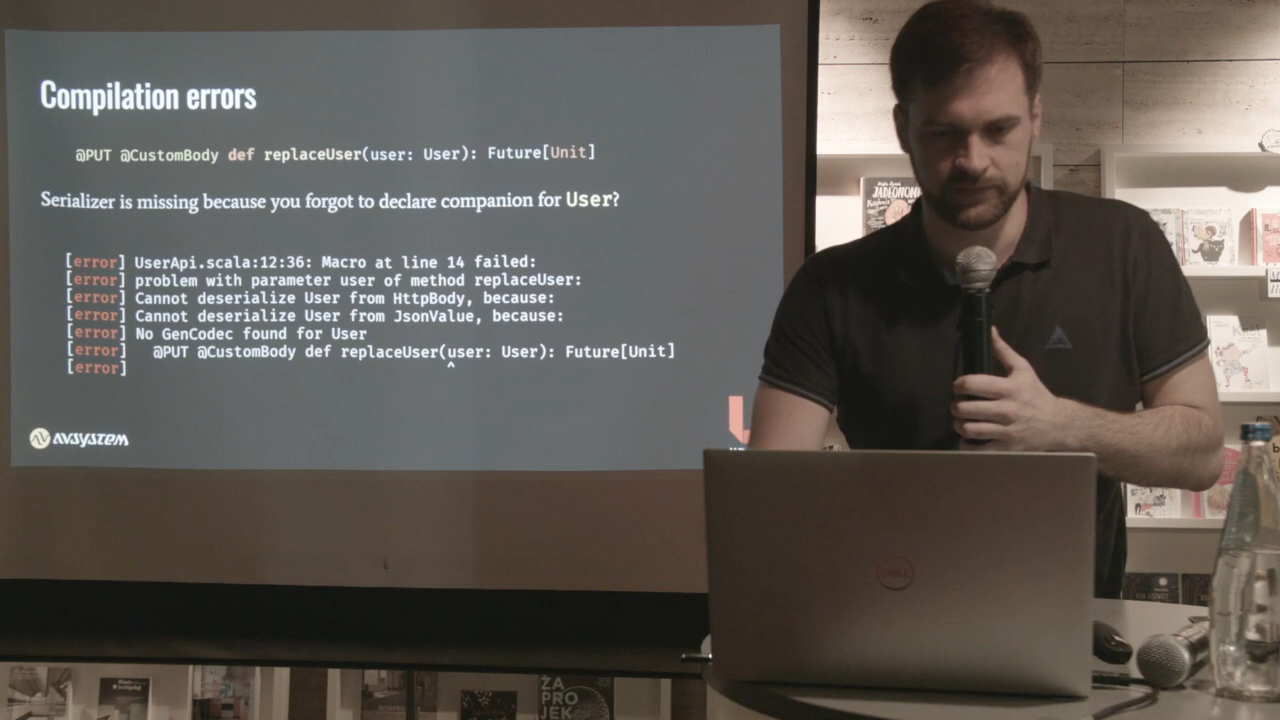 Compilation errors
@PUT @CustomBody def replaceUser(user: User): Future[Unit]
Serializer is missing because you forgot to declare companion for User?
[error] UserApi.scala:12:36: Macro at line 14 failed:
[error] problem with parameter user of method replaceUser:
[error] Cannot deserialize User from HttpBody, because:
[error] Cannot deserialize User from JsonValue, because:
[error] No GenCodec found for User
[error] @PUT @CustomBody def replaceUser(user: User): Future[Unit]
[error] ^
AVSYSTEM
JADŁONOMIA
DELL
ŻA
PRO
JEK